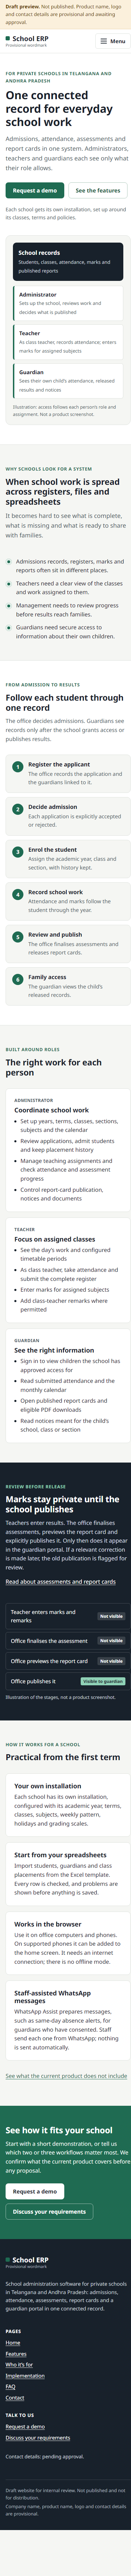 Draft preview. Not published. Product name, logo
and contact details are provisional and awaiting
approval.
School ERP
Provisional wordmark
Menu
FOR PRIVATE SCHOOLS IN TELANGANA AND
ANDHRA PRADESH
One connected
record for everyday
school work
Admissions, attendance, assessments and
report cards in one system. Administrators,
teachers and guardians each see only what
their role allows.
Request a demo
See the features
Each school gets its own installation, set up around
its classes, terms and policies.
School records
Students, classes, attendance, marks and
published reports
Administrator
Sets up the school, reviews work and
decides what is published
Teacher
As class teacher, records attendance; enters
marks for assigned subjects
Guardian
Sees their own child's attendance, released
results and notices
Illustration: access follows each person's role and
assignment. Not a product screenshot.
WHY SCHOOLS LOOK FOR A SYSTEM
When school work is spread
across registers, files and
spreadsheets
It becomes hard to see what is complete,
what is missing and what is ready to share
with families.
Admissions records, registers, marks and
reports often sit in different places.
Teachers need a clear view of the classes
and work assigned to them.
Management needs to review progress
before results reach families.
Guardians need secure access to
information about their own children.
FROM ADMISSION TO RESULTS
Follow each student through
one record
The office decides admissions. Guardians see
records only after the school grants access or
publishes results.
1
Register the applicant
The office records the applicant and
the guardians linked to it.
2
Decide admission
Each application is explicitly accepted
or rejected.
3
Enrol the student
Assign the academic year, class and
section, with history kept.
4
Record school work
Attendance and marks follow the
student through the year.
5
Review and publish
The office finalises assessments and
releases report cards.
6
Family access
The guardian views the child's
released records.
BUILT AROUND ROLES
The right work for each
person
ADMINISTRATOR
Coordinate school work
Set up years, terms, classes, sections,
subjects and the calendar
Review applications, admit students
and keep placement history
Manage teaching assignments and
check attendance and assessment
progress
Control report-card publication,
notices and documents
TEACHER
Focus on assigned classes
See the day's work and configured
timetable periods
As class teacher, take attendance and
submit the complete register
Enter marks for assigned subjects
Add class-teacher remarks where
permitted
GUARDIAN
See the right information
Sign in to view children the school has
approved access for
Read submitted attendance and the
monthly calendar
Open published report cards and
eligible PDF downloads
Read notices meant for the child's
school, class or section
REVIEW BEFORE RELEASE
Marks stay private until the
school publishes
Teachers enter results. The office finalises
assessments, previews the report card and
explicitly publishes it. Only then does it appear
in the guardian portal. If a relevant correction
is made later, the old publication is flagged for
review.
Read about assessments and report cards
Teacher enters marks and
remarks
Not visible
Office finalises the assessment
Not visible
Office previews the report card
Not visible
Office publishes it
Visible to guardian
Illustration of the stages, not a product screenshot.
HOW IT WORKS FOR A SCHOOL
Practical from the first term
Your own installation
Each school has its own installation,
configured with its academic year, terms,
classes, subjects, weekly pattern,
holidays and grading scales.
Start from your spreadsheets
Import students, guardians and class
placements from the Excel template.
Every row is checked, and problems are
shown before anything is saved.
Works in the browser
Use it on office computers and phones.
On supported phones it can be added to
the home screen. It needs an internet
connection; there is no offline mode.
Staff-assisted WhatsApp
messages
WhatsApp Assist prepares messages,
such as same-day absence alerts, for
guardians who have consented. Staff
send each one from WhatsApp; nothing
is sent automatically.
See what the current product does not include
See how it fits your school
Start with a short demonstration, or tell us
which two or three workflows matter most. We
confirm what the current product covers before
any proposal.
Request a demo
Discuss your requirements
School ERP
Provisional wordmark
School administration software for private schools
in Telangana and Andhra Pradesh: admissions,
attendance, assessments, report cards and a
guardian portal in one connected record.
PAGES
Home
Features
Who it's for
Implementation
FAQ
Contact
TALK TO US
Request a demo
Discuss your requirements
Contact details: pending approval.
Draft website for internal review. Not published and not
for distribution.
Company name, product name, logo and contact details
are provisional.